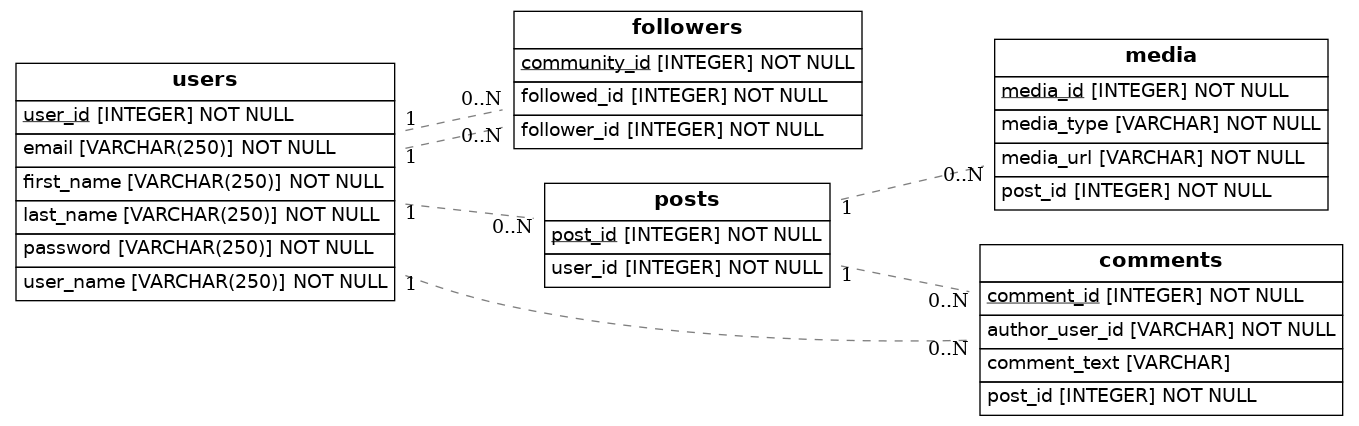 users
user_id [INTEGER] NOT NULL
email [VARCHAR(250)] NOT NULL
first_name [VARCHAR(250)] NOT NULL
last_name [VARCHAR(250)] NOT NULL
password [VARCHAR(250)] NOT NULL
user_name [VARCHAR(250)] NOT NULL
followers
community_id [INTEGER] NOT NULL
followed_id [INTEGER] NOT NULL
follower_id [INTEGER] NOT NULL
posts
post_id [INTEGER] NOT NULL
user_id [INTEGER] NOT NULL
media
media_id [INTEGER] NOT NULL
media_type [VARCHAR] NOT NULL
media_url [VARCHAR] NOT NULL
post_id [INTEGER] NOT NULL
comments
comment_id [INTEGER] NOT NULL
author_user_id [VARCHAR] NOT NULL
comment_text [VARCHAR]
post_id [INTEGER] NOT NULL
1
0..N
1
0..N
1
0..N
1
0..N
1
0..N
1
0..N